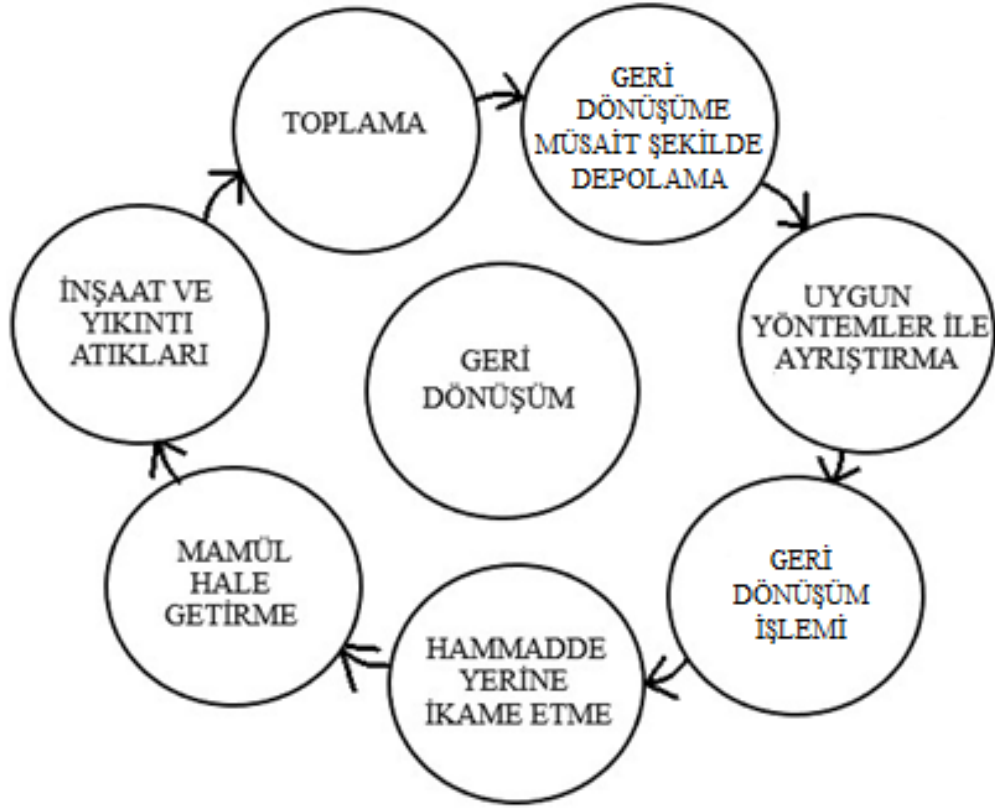 TOPLAMA
GERİ
DÖNÜŞÜME
MÜSAİT ŞEKİLDE
DEPOLAMA
UYGUN
YÖNTEMLER İLE
AYRIŞTIRMA
GERİ
DÖNÜŞÜM
İŞLEMİ
HAMMADDE
YERİNE
İKAME ETME
MAMÜL
HALE
GETİRME
İNŞAAT VE
YIKINTI
ATIKLARI
GERİ
DÖNÜŞÜM